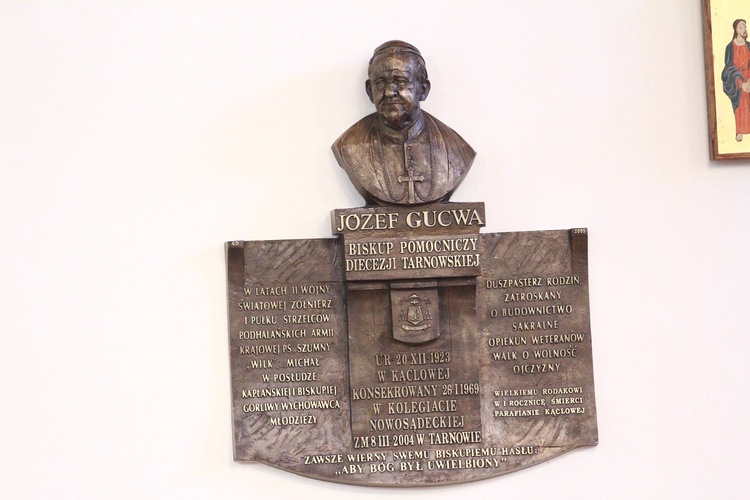 JÓZEF GUCWA
BISKUP POMOCNICZY
DIECEZJI TARNOWSKIEJ
W LATACH II WOJNY
ŚWIATOWEJ ŻOŁNIERZ
I PUŁKU STRZELCÓW
PODHALAŃSKICH ARMII
KRAJOWEJ PS. „SZUMNY”
„WILK” MICHAŁ
W POSŁUDZE
KAPŁAŃSKIEJ I BISKUPIEJ
GORLIWY WYCHOWAWCA
MŁODZIEŻY
UR 20 XII 1923
W KĄCLOWEJ
KONSEKROWANY 26 I 1969
W KOLEGIACIE
NOWOSĄDECKIEJ
ZM 8 III 2004 W TARNOWIE
2005
DUSZPASTERZ RODZIN,
ZATROSKANY
O BUDOWNICTWO
SAKRALNE
OPIEKUN WETERANÓW
WALK O WOLNOŚĆ
OJCZYZNY
WIELKIEMU RODAKOWI
W I ROCZNICĘ ŚMIERCI
PARAFIANIE KĄCLOWEJ
ZAWSZE WIERNY SWEMU BISKUPIEMU HASŁU:
„ABY BÓG BYŁ UWIELBIONY”